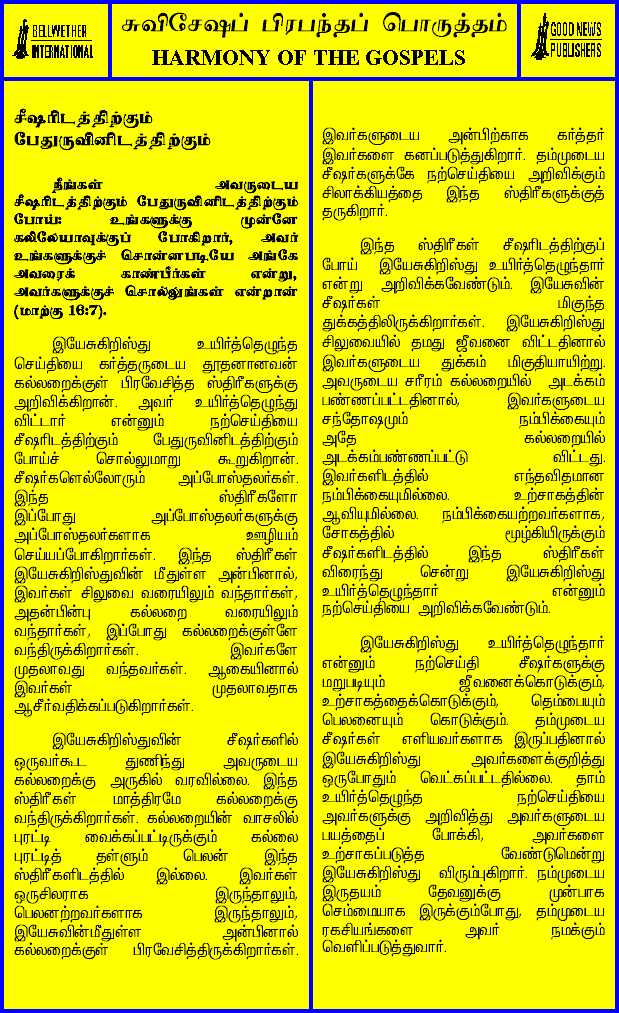 BELLWETHER
INTERNATIONAL
சுவிசேஷப் பிரபந்தப் பொருத்தம்
HARMONY OF THE GOSPELS
GOOD NEWS
PUBLISHERS
சீஷரிடத்திற்கும்
பேதுருவினிடத்திற்கும்
நீங்கள் அவருடைய
சீஷரிடத்திற்கும் பேதுருவினிடத்திற்கும்
போய்: உங்களுக்கு முன்னே
கலிலேயாவுக்குப் போகிறார், அவர்
உங்களுக்குச் சொன்னபடியே அங்கே
அவரைக் காண்பீர்கள் என்று,
அவர்களுக்குச் சொல்லுங்கள் என்றான்
(மாற்கு 16:7).
இயேசுகிறிஸ்து உயிர்த்தெழுந்த
செய்தியை கர்த்தருடைய தூதனானவன்
கல்லறைக்குள் பிரவேசித்த ஸ்திரீகளுக்கு
அறிவிக்கிறான். அவர் உயிர்த்தெழுந்து
விட்டார் என்னும் நற்செய்தியை
சீஷரிடத்திற்கும் பேதுருவினிடத்திற்கும்
போய்ச் சொல்லுமாறு கூறுகிறான்.
சீஷர்களெல்லோரும் அப்போஸ்தலர்கள்.
இந்த ஸ்திரீகளோ
இப்போது அப்போஸ்தலர்களுக்கு
அப்போஸ்தலர்களாக ஊழியம்
செய்யப்போகிறார்கள். இந்த ஸ்திரீகள்
இயேசுகிறிஸ்துவின் மீதுள்ள அன்பினால்,
இவர்கள் சிலுவை வரையிலும் வந்தார்கள்,
அதன்பின்பு கல்லறை வரையிலும்
வந்தார்கள், இப்போது கல்லறைக்குள்ளே
வந்திருக்கிறார்கள். இவர்களே
முதலாவது வந்தவர்கள். ஆகையினால்
இவர்கள் முதலாவதாக
ஆசீர்வதிக்கப்படுகிறார்கள்.
இயேசுகிறிஸ்துவின் சீஷர்களில்
ஒருவர்கூட துணிந்து அவருடைய
கல்லறைக்கு அருகில் வரவில்லை. இந்த
ஸ்திரீகள் மாத்திரமே கல்லறைக்கு
வந்திருக்கிறார்கள். கல்லறையின் வாசலில்
புரட்டி வைக்கப்பட்டிருக்கும் கல்லை
புரட்டித் தள்ளும் பெலன் இந்த
ஸ்திரீகளிடத்தில் இல்லை. இவர்கள்
ஒருசிலராக இருந்தாலும்,
பெலனற்றவர்களாக இருந்தாலும்,
இயேசுவின்மீதுள்ள அன்பினால்
கல்லறைக்குள் பிரவேசித்திருக்கிறார்கள்.
இவர்களுடைய அன்பிற்காக கர்த்தர்
இவர்களை கனப்படுத்துகிறார். தம்முடைய
சீஷர்களுக்கே நற்செய்தியை அறிவிக்கும்
சிலாக்கியத்தை இந்த ஸ்திரீகளுக்குத்
தருகிறார்.
இந்த ஸ்திரீகள் சீஷரிடத்திற்குப்
போய் இயேசுகிறிஸ்து உயிர்த்தெழுந்தார்
என்று அறிவிக்கவேண்டும். இயேசுவின்
சீஷர்கள் மிகுந்த
துக்கத்திலிருக்கிறார்கள். இயேசுகிறிஸ்து
சிலுவையில் தமது ஜீவனை விட்டதினால்
இவர்களுடைய துக்கம் மிகுதியாயிற்று.
அவருடைய சரீரம் கல்லறையில் அடக்கம்
பண்ணப்பட்டதினால், இவர்களுடைய
சந்தோஷமும் நம்பிக்கையும்
அதே கல்லறையில்
அடக்கம்பண்ணப்பட்டு விட்டது.
இவர்களிடத்தில் எந்தவிதமான
நம்பிக்கையுமில்லை. உற்சாகத்தின்
ஆவியுமில்லை. நம்பிக்கையற்றவர்களாக,
சோகத்தில் மூழ்கியிருக்கும்
சீஷர்களிடத்தில் இந்த ஸ்திரீகள்
விரைந்து சென்று இயேசுகிறிஸ்து
உயிர்த்தெழுந்தார் என்னும்
நற்செய்தியை அறிவிக்கவேண்டும்.
இயேசுகிறிஸ்து உயிர்த்தெழுந்தார்
என்னும் நற்செய்தி சீஷர்களுக்கு
மறுபடியும் ஜீவனைக்கொடுக்கும்,
உற்சாகத்தைக்கொடுக்கும், தெம்பையும்
பெலனையும் கொடுக்கும். தம்முடைய
சீஷர்கள் எளியவர்களாக இருப்பதினால்
இயேசுகிறிஸ்து அவர்களைக்குறித்து
ஒருபோதும் வெட்கப்பட்டதில்லை. தாம்
உயிர்த்தெழுந்த நற்செய்தியை
அவர்களுக்கு அறிவித்து அவர்களுடைய
பயத்தைப் போக்கி, அவர்களை
உற்சாகப்படுத்த வேண்டுமென்று
இயேசுகிறிஸ்து விரும்புகிறார். நம்முடைய
இருதயம் தேவனுக்கு முன்பாக
செம்மையாக இருக்கும்போது, தம்முடைய
ரகசியங்களை அவர் நமக்கும்
வெளிப்படுத்துவார்.